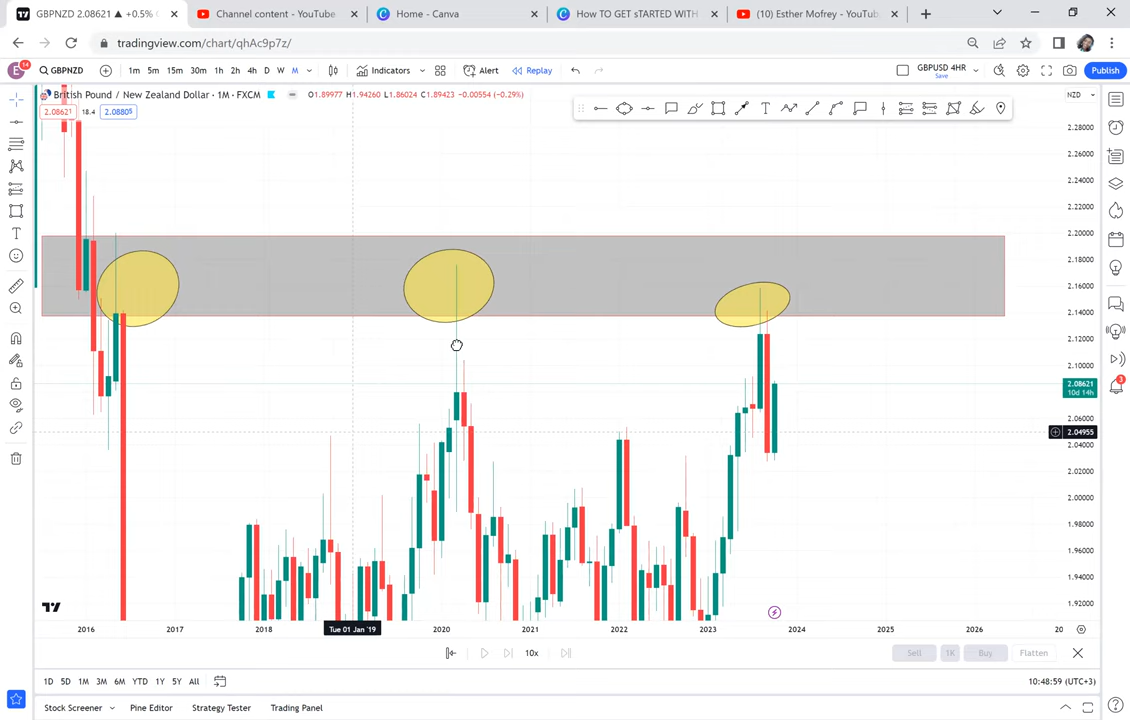 GBPNZD 2.08621 ▲ +0.5%
Channel content - YouTube
Home - Canva
How TO GET sTARTED WITH
(10) Esther Mofrey - YouTub
tradingview.com/chart/qhAc9p7z/
E 14 GBPNZD 1m 5m 15m 30m 1h 2h 4h D W M Indicators Alert Replay GBPUSD 4HR Save Publish
British Pound / New Zealand Dollar · 1M · FXCM O1.89977 H1.94260 L1.86024 C1.89423 −0.00554 (−0.29%) NZD
2.08621 18.4 2.08805
2.28000
2.26000
2.24000
2.22000
2.20000
2.18000
2.16000
2.14000
2.12000
2.10000
2.08621
10d 14h
2.06000
2.04955
2.04000
2.02000
2.00000
1.98000
1.96000
1.94000
1.92000
3
2016 2017 2018 Tue 01 Jan '19 2020 2021 2022 2023 2024 2025 2026 20
10x Sell 1K Buy Flatten
1D 5D 1M 3M 6M YTD 1Y 5Y All 10:48:59 (UTC+3)
Stock Screener Pine Editor Strategy Tester Trading Panel